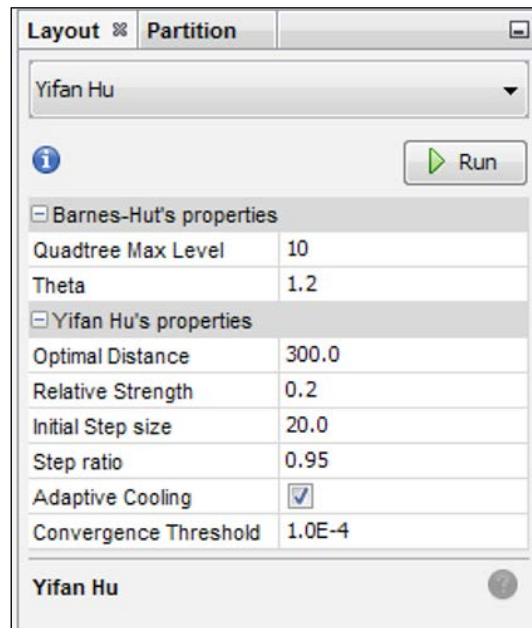 Layout Partition
Yifan Hu
Run
Barnes-Hut's properties
Quadtree Max Level 10
Theta 1.2
Yifan Hu's properties
Optimal Distance 300.0
Relative Strength 0.2
Initial Step size 20.0
Step ratio 0.95
Adaptive Cooling
Convergence Threshold 1.0E-4
Yifan Hu